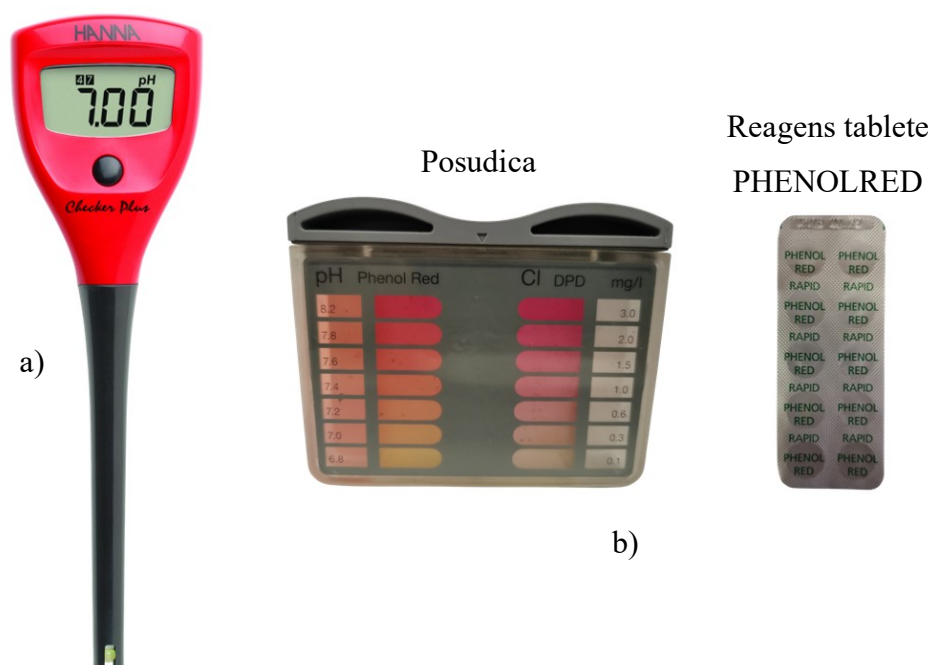 HANNA
4 7 pH
7.00
Checker Plus
a)
Posudica
pH Phenol Red Cl DPD mg/l
8.2 3.0
7.8 2.0
7.6 1.5
7.4 1.0
7.2 0.6
7.0 0.3
6.8 0.1
b)
Reagens tablete
PHENOLRED
PHENOL PHENOL
RED RED
RAPID RAPID
PHENOL PHENOL
RED RED
RAPID RAPID
PHENOL PHENOL
RED RED
RAPID RAPID
PHENOL PHENOL
RED RED
RAPID RAPID
PHENOL PHENOL
RED RED